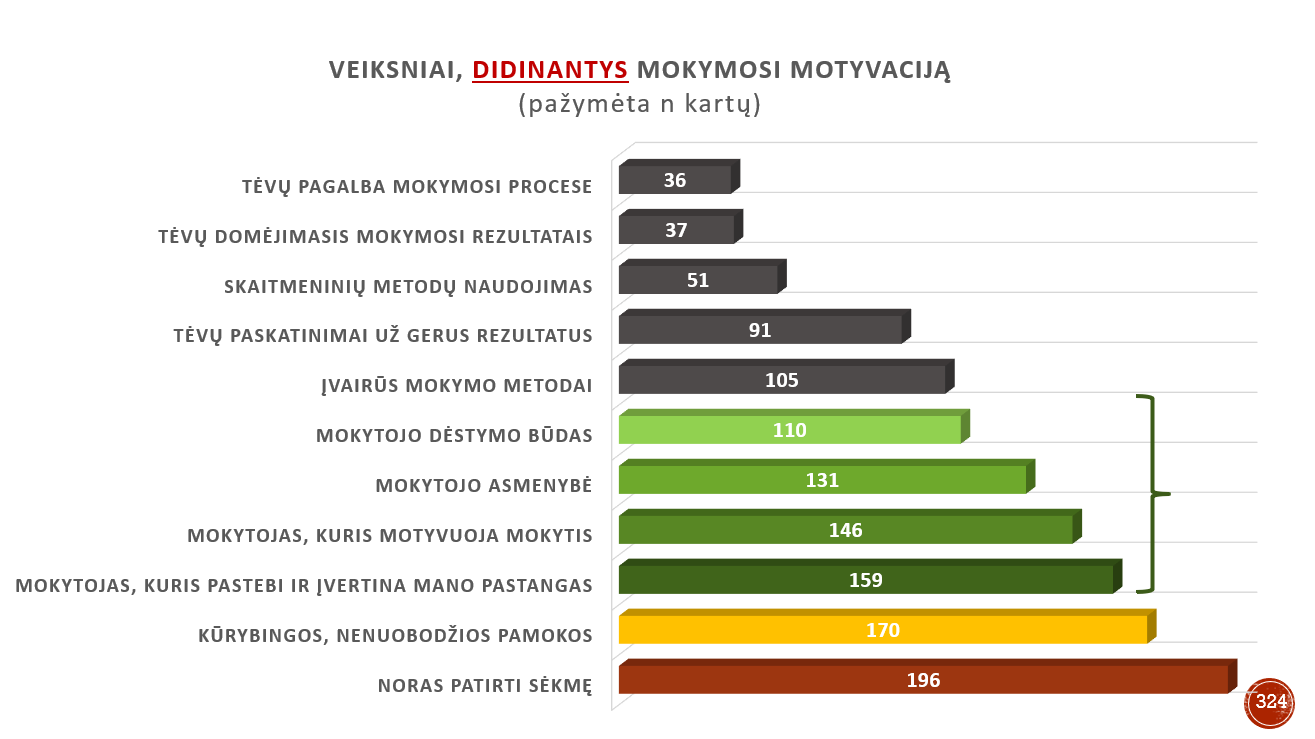 VEIKSNIAI, DIDINANTYS MOKYMOSI MOTYVACIJĄ
(pažymėta n kartų)
TĖVŲ PAGALBA MOKYMOSI PROCESE 36
TĖVŲ DOMĖJIMASIS MOKYMOSI REZULTATAIS 37
SKAITMENINIŲ METODŲ NAUDOJIMAS 51
TĖVŲ PASKATINIMAI UŽ GERUS REZULTATUS 91
ĮVAIRŪS MOKYMO METODAI 105
MOKYTOJO DĖSTYMO BŪDAS 110
MOKYTOJO ASMENYBĖ 131
MOKYTOJAS, KURIS MOTYVUOJA MOKYTIS 146
MOKYTOJAS, KURIS PASTEBI IR ĮVERTINA MANO PASTANGAS 159
KŪRYBINGOS, NENUOBODŽIOS PAMOKOS 170
NORAS PATIRTI SĖKMĘ 196
324